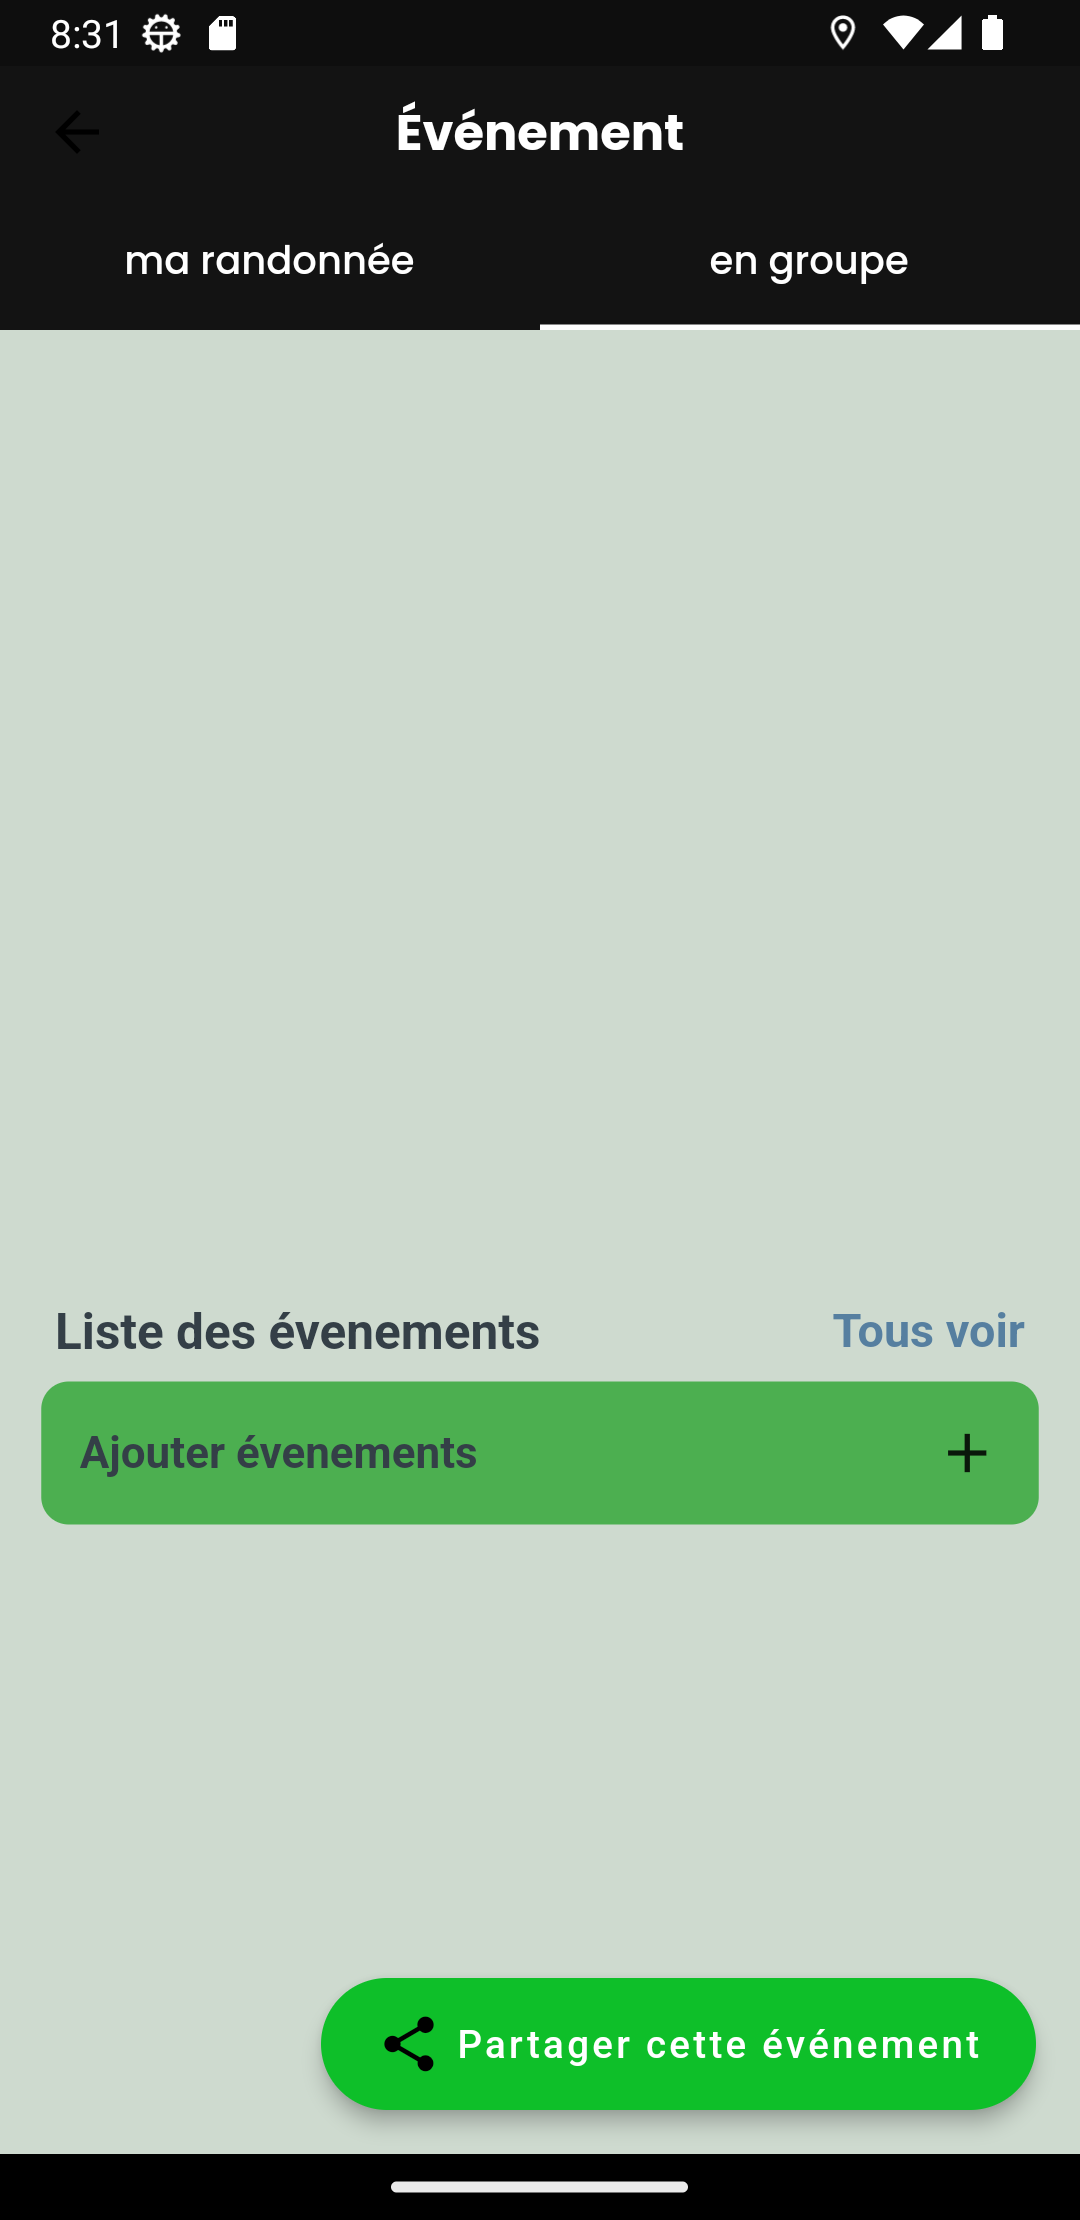 8:31
Événement
ma randonnée
en groupe
Liste des évenements
Tous voir
Ajouter évenements
Partager cette événement